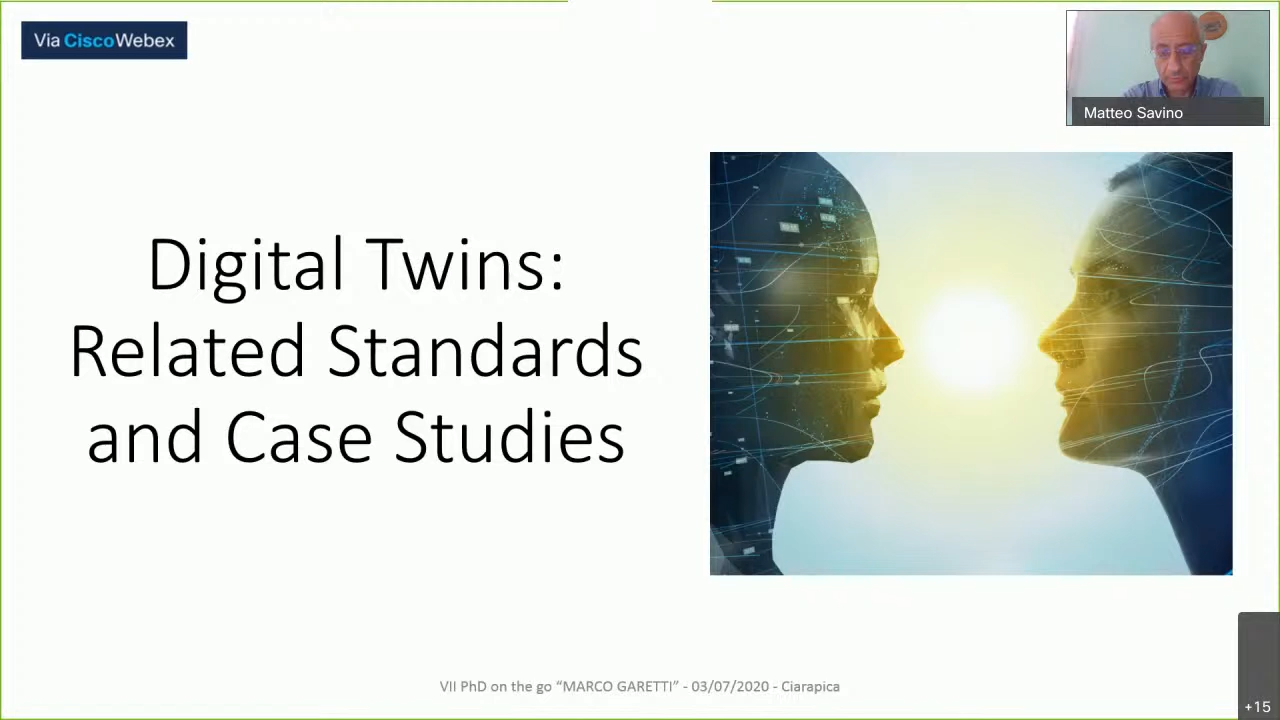 Via CiscoWebex
Matteo Savino
Digital Twins:
Related Standards
and Case Studies
VII PhD on the go “MARCO GARETTI” - 03/07/2020 - Ciarapica
+15